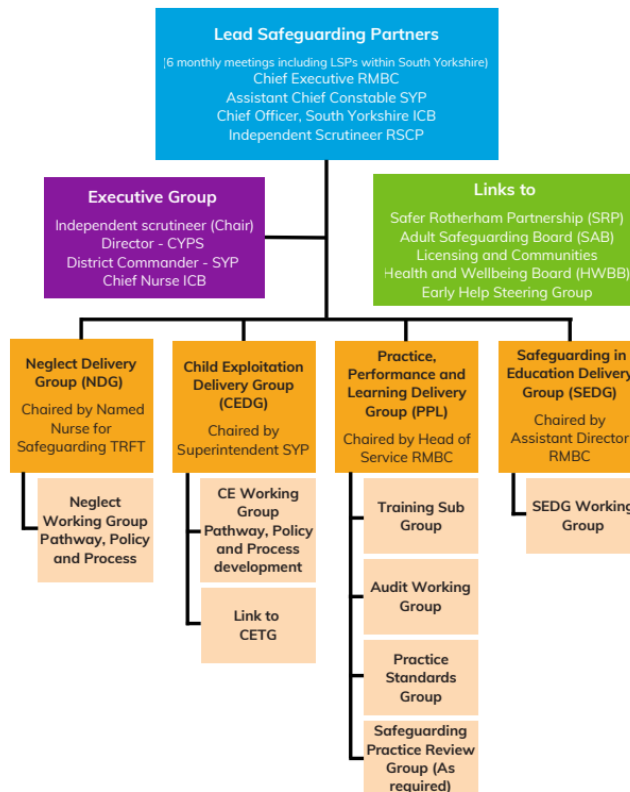 Lead Safeguarding Partners
(6 monthly meetings including LSPs within South Yorkshire)
Chief Executive RMBC
Assistant Chief Constable SYP
Chief Officer, South Yorkshire ICB
Independent Scrutineer RSCP
Executive Group
Independent scrutineer (Chair)
Director - CYPS
District Commander - SYP
Chief Nurse ICB
Links to
Safer Rotherham Partnership (SRP)
Adult Safeguarding Board (SAB)
Licensing and Communities
Health and Wellbeing Board (HWBB)
Early Help Steering Group
Neglect Delivery
Group (NDG)
Chaired by Named
Nurse for
Safeguarding TRFT
Neglect
Working Group
Pathway, Policy
and Process
Child Exploitation
Delivery Group
(CEDG)
Chaired by
Superintendent SYP
CE Working
Group
Pathway, Policy
and Process
development
Link to
CETG
Practice,
Performance and
Learning Delivery
Group (PPL)
Chaired by Head of
Service RMBC
Training Sub
Group
Audit Working
Group
Practice
Standards
Group
Safeguarding
Practice Review
Group (As
required)
Safeguarding in
Education Delivery
Group (SEDG)
Chaired by
Assistant Director
RMBC
SEDG Working
Group